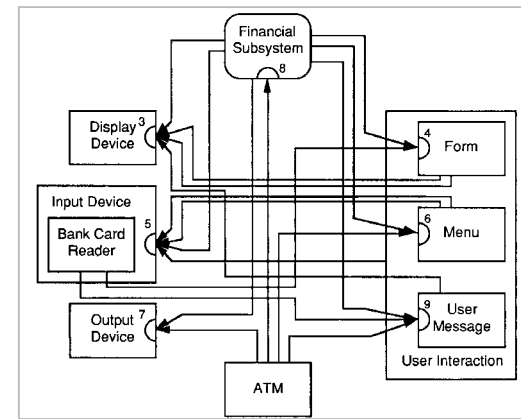 Financial
Subsystem
8
Display 3
Device
4
Form
Input Device
5
Bank Card
Reader
6
Menu
Output 7
Device
9
User
Message
User Interaction
ATM